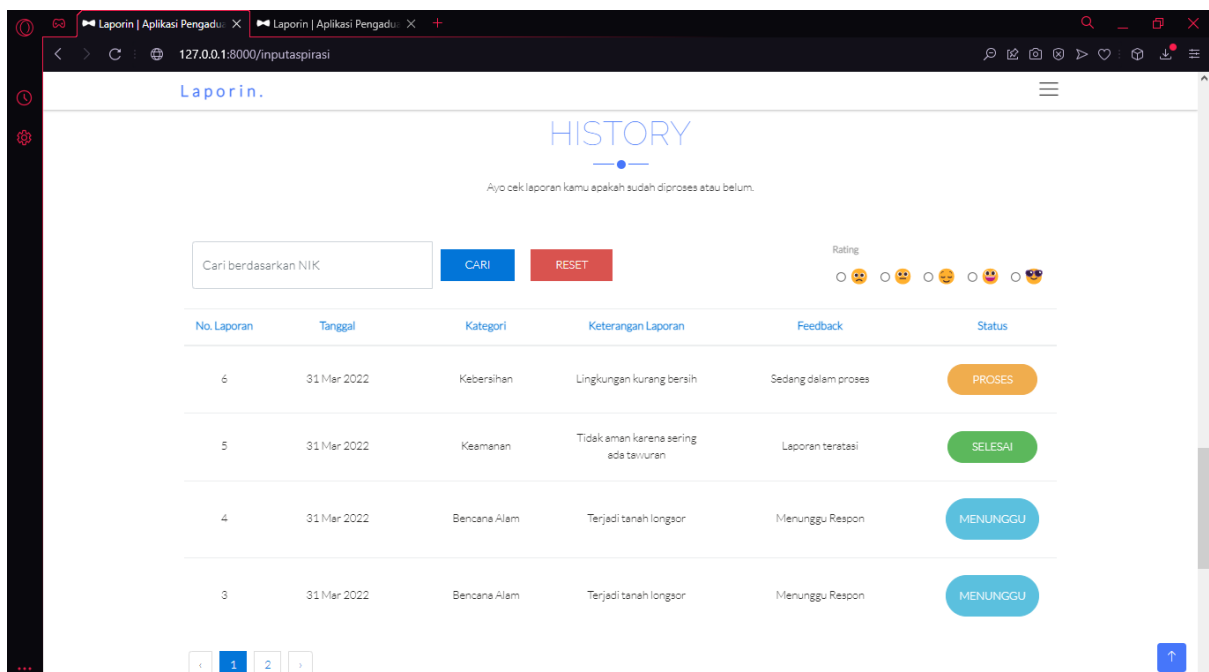 Laporin | Aplikasi Pengadu
Laporin | Aplikasi Pengadu
127.0.0.1:8000/inputaspirasi
Laporin.
HISTORY
Ayo cek laporan kamu apakah sudah diproses atau belum.
Cari berdasarkan NIK
CARI
RESET
Rating
No. Laporan Tanggal Kategori Keterangan Laporan Feedback Status
6 31 Mar 2022 Kebersihan Lingkungan kurang bersih Sedang dalam proses PROSES
5 31 Mar 2022 Keamanan Tidak aman karena sering
ada tawuran Laporan teratasi SELESAI
4 31 Mar 2022 Bencana Alam Terjadi tanah longsor Menunggu Respon MENUNGGU
3 31 Mar 2022 Bencana Alam Terjadi tanah longsor Menunggu Respon MENUNGGU
‹ 1 2 ›